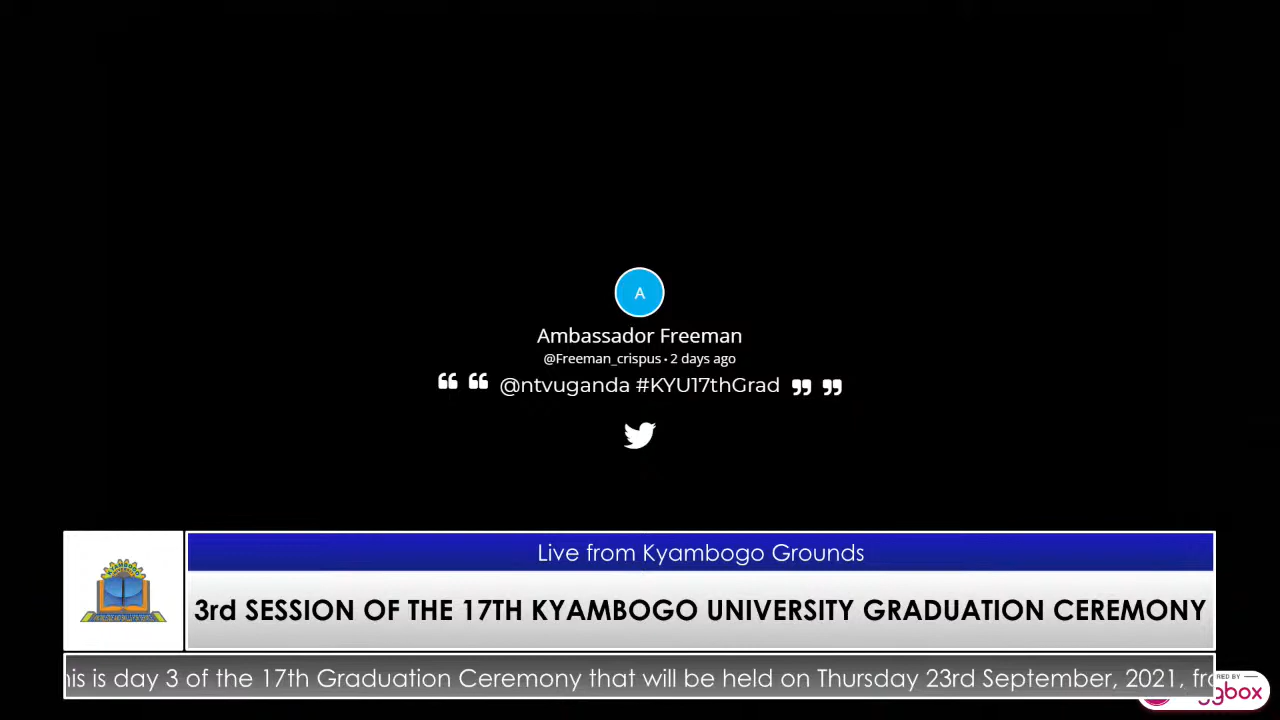 A
Ambassador Freeman
@Freeman_crispus • 2 days ago
@ntvuganda #KYU17thGrad
Live from Kyambogo Grounds
KYAMBOGO
3rd SESSION OF THE 17TH KYAMBOGO UNIVERSITY GRADUATION CEREMONY
is is day 3 of the 17th Graduation Ceremony that will be held on Thursday 23rd September, 2021,